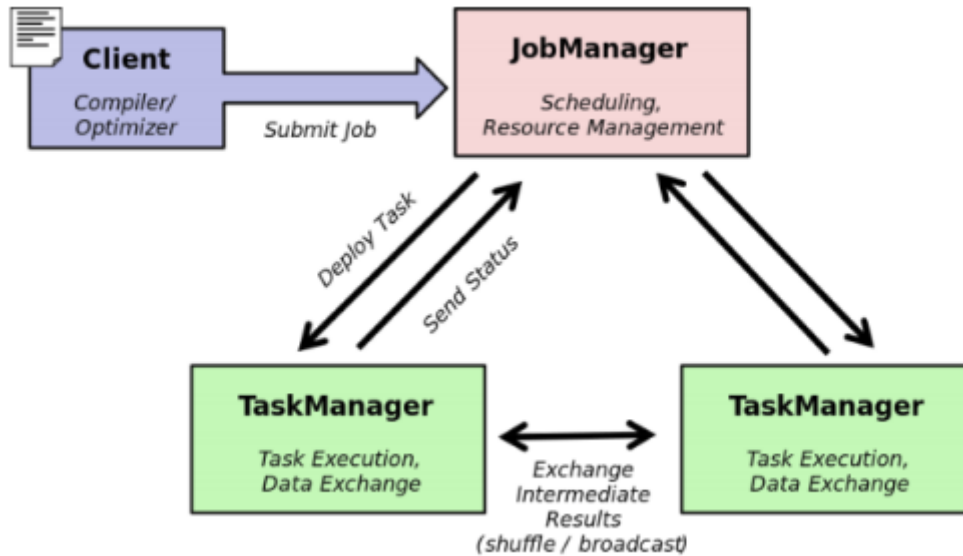 Client
Compiler/
Optimizer
Submit Job
JobManager
Scheduling,
Resource Management
Deploy Task
Send Status
TaskManager
Task Execution,
Data Exchange
Exchange
Intermediate
Results
(shuffle / broadcast)
TaskManager
Task Execution,
Data Exchange